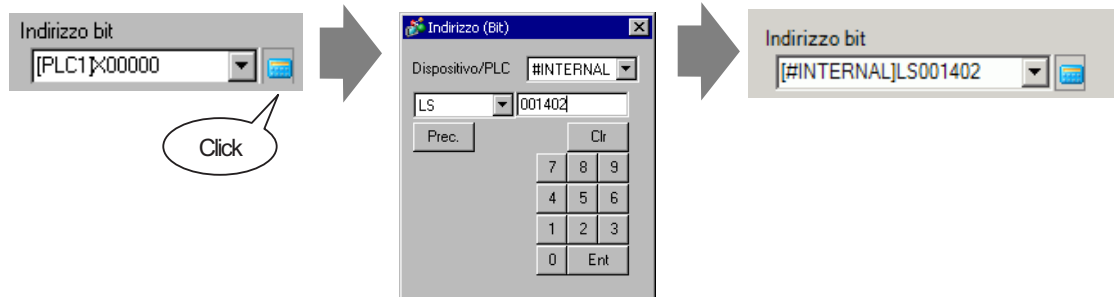 Indirizzo bit
[PLC1]X00000
Click
Indirizzo (Bit)
Dispositivo/PLC #INTERNAL
LS 001402
Prec. Clr
7 8 9
4 5 6
1 2 3
0 Ent
Indirizzo bit
[#INTERNAL]LS001402